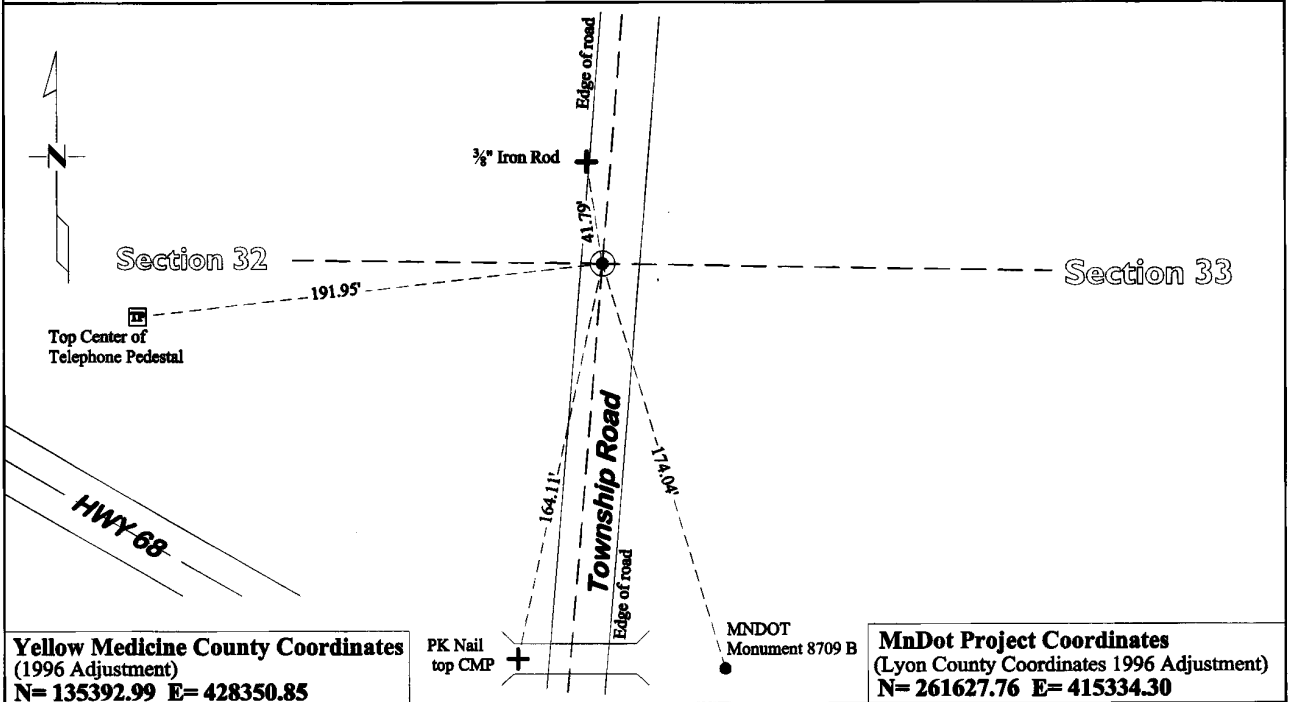 Edge of road
N
⅜" Iron Rod
41.79'
Section 32
Section 33
191.95'
TP
Top Center of
Telephone Pedestal
Township Road
164.11'
174.04'
HWY 68
Edge of road
PK Nail
top CMP
MNDOT
Monument 8709 B
Yellow Medicine County Coordinates
(1996 Adjustment)
N= 135392.99 E= 428350.85
MnDot Project Coordinates
(Lyon County Coordinates 1996 Adjustment)
N= 261627.76 E= 415334.30